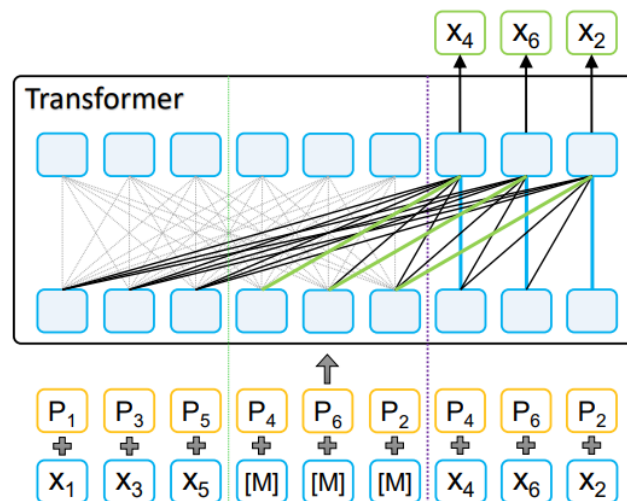 x₄ x₆ x₂
Transformer
P₁ P₃ P₅ P₄ P₆ P₂ P₄ P₆ P₂
x₁ x₃ x₅ [M] [M] [M] x₄ x₆ x₂